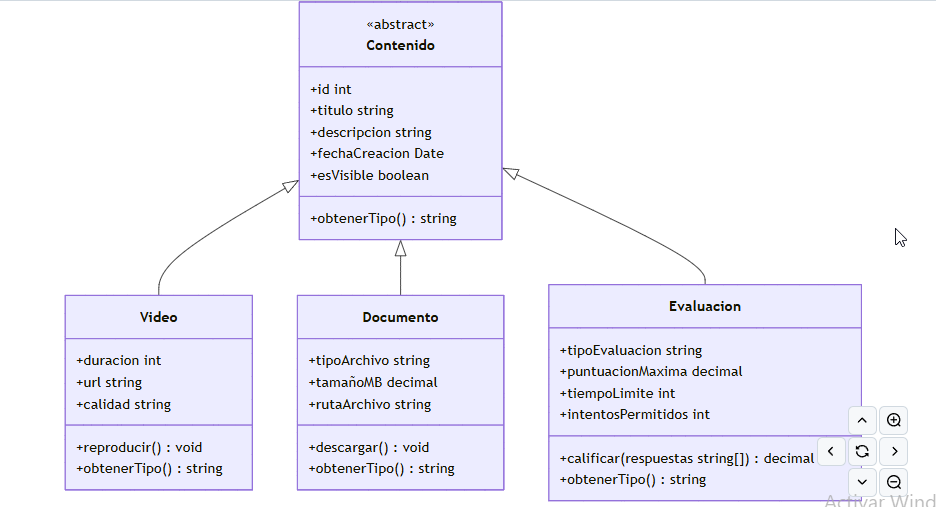 «abstract»
Contenido
+id int
+titulo string
+descripcion string
+fechaCreacion Date
+esVisible boolean
+obtenerTipo() : string
Video
+duracion int
+url string
+calidad string
+reproducir() : void
+obtenerTipo() : string
Documento
+tipoArchivo string
+tamañoMB decimal
+rutaArchivo string
+descargar() : void
+obtenerTipo() : string
Evaluacion
+tipoEvaluacion string
+puntuacionMaxima decimal
+tiempoLimite int
+intentosPermitidos int
+calificar(respuestas string[]) : decimal
+obtenerTipo() : string
Activar Wind